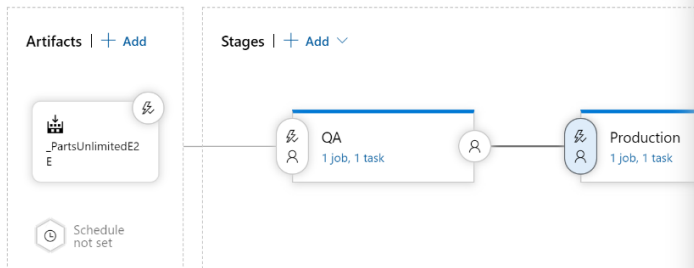 Artifacts | + Add
Stages | + Add
_PartsUnlimitedE2
E
QA
1 job, 1 task
Production
1 job, 1 task
Schedule
not set